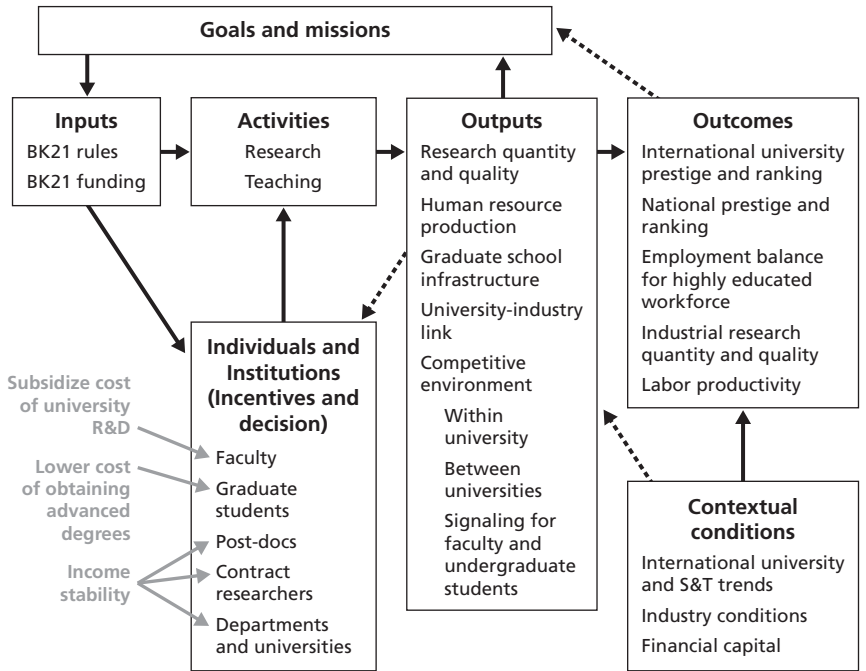 Goals and missions
Inputs
BK21 rules
BK21 funding
Activities
Research
Teaching
Outputs
Research quantity
and quality
Human resource
production
Graduate school
infrastructure
University-industry
link
Competitive
environment
Within
university
Between
universities
Signaling for
faculty and
undergraduate
students
Outcomes
International university
prestige and ranking
National prestige and
ranking
Employment balance
for highly educated
workforce
Industrial research
quantity and quality
Labor productivity
Subsidize cost
of university
R&D
Lower cost
of obtaining
advanced
degrees
Income
stability
Individuals and
Institutions
(Incentives and
decision)
Faculty
Graduate
students
Post-docs
Contract
researchers
Departments
and universities
Contextual
conditions
International university
and S&T trends
Industry conditions
Financial capital